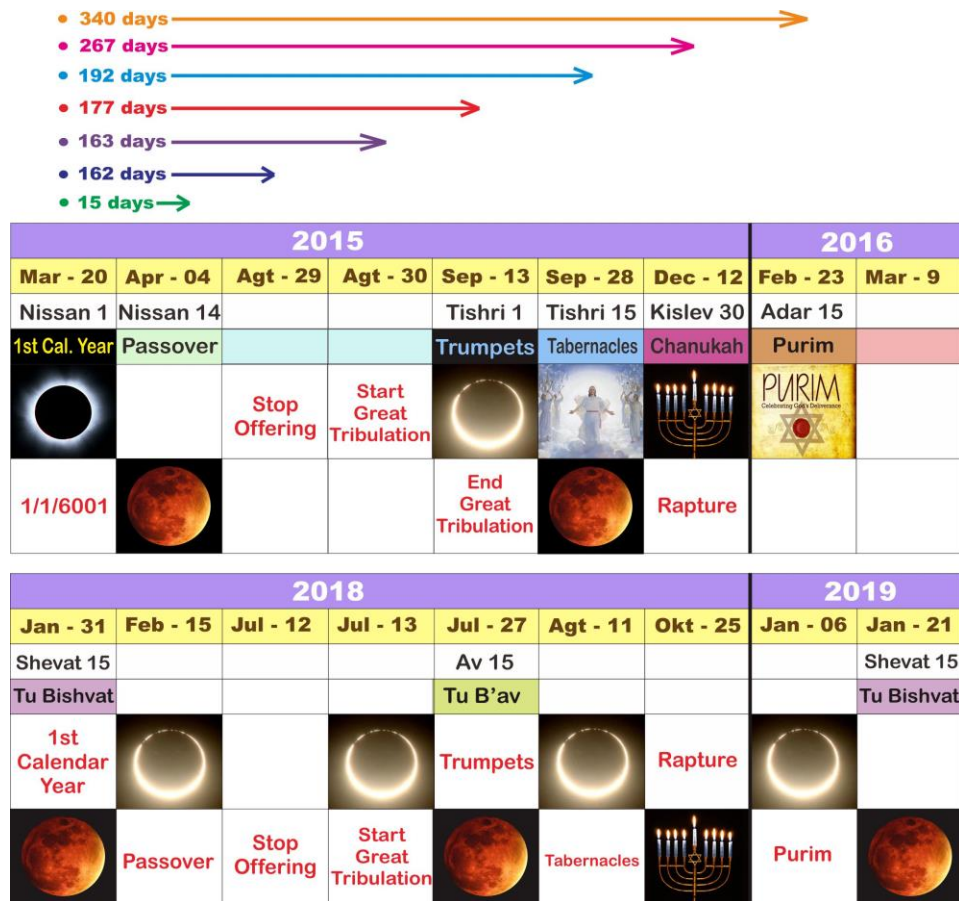 • 340 days
• 267 days
• 192 days
• 177 days
• 163 days
• 162 days
• 15 days
2015 2016
Mar - 20 Apr - 04 Agt - 29 Agt - 30 Sep - 13 Sep - 28 Dec - 12 Feb - 23 Mar - 9
Nissan 1 Nissan 14 Tishri 1 Tishri 15 Kislev 30 Adar 15
1st Cal. Year Passover Trumpets Tabernacles Chanukah Purim
Stop
Offering
Start
Great
Tribulation
PURIM
Celebrating God's Deliverance
1/1/6001
End
Great
Tribulation
Rapture
2018 2019
Jan - 31 Feb - 15 Jul - 12 Jul - 13 Jul - 27 Agt - 11 Okt - 25 Jan - 06 Jan - 21
Shevat 15 Av 15 Shevat 15
Tu Bishvat Tu B'av Tu Bishvat
1st
Calendar
Year
Trumpets
Rapture
Passover
Stop
Offering
Start
Great
Tribulation
Tabernacles
Purim